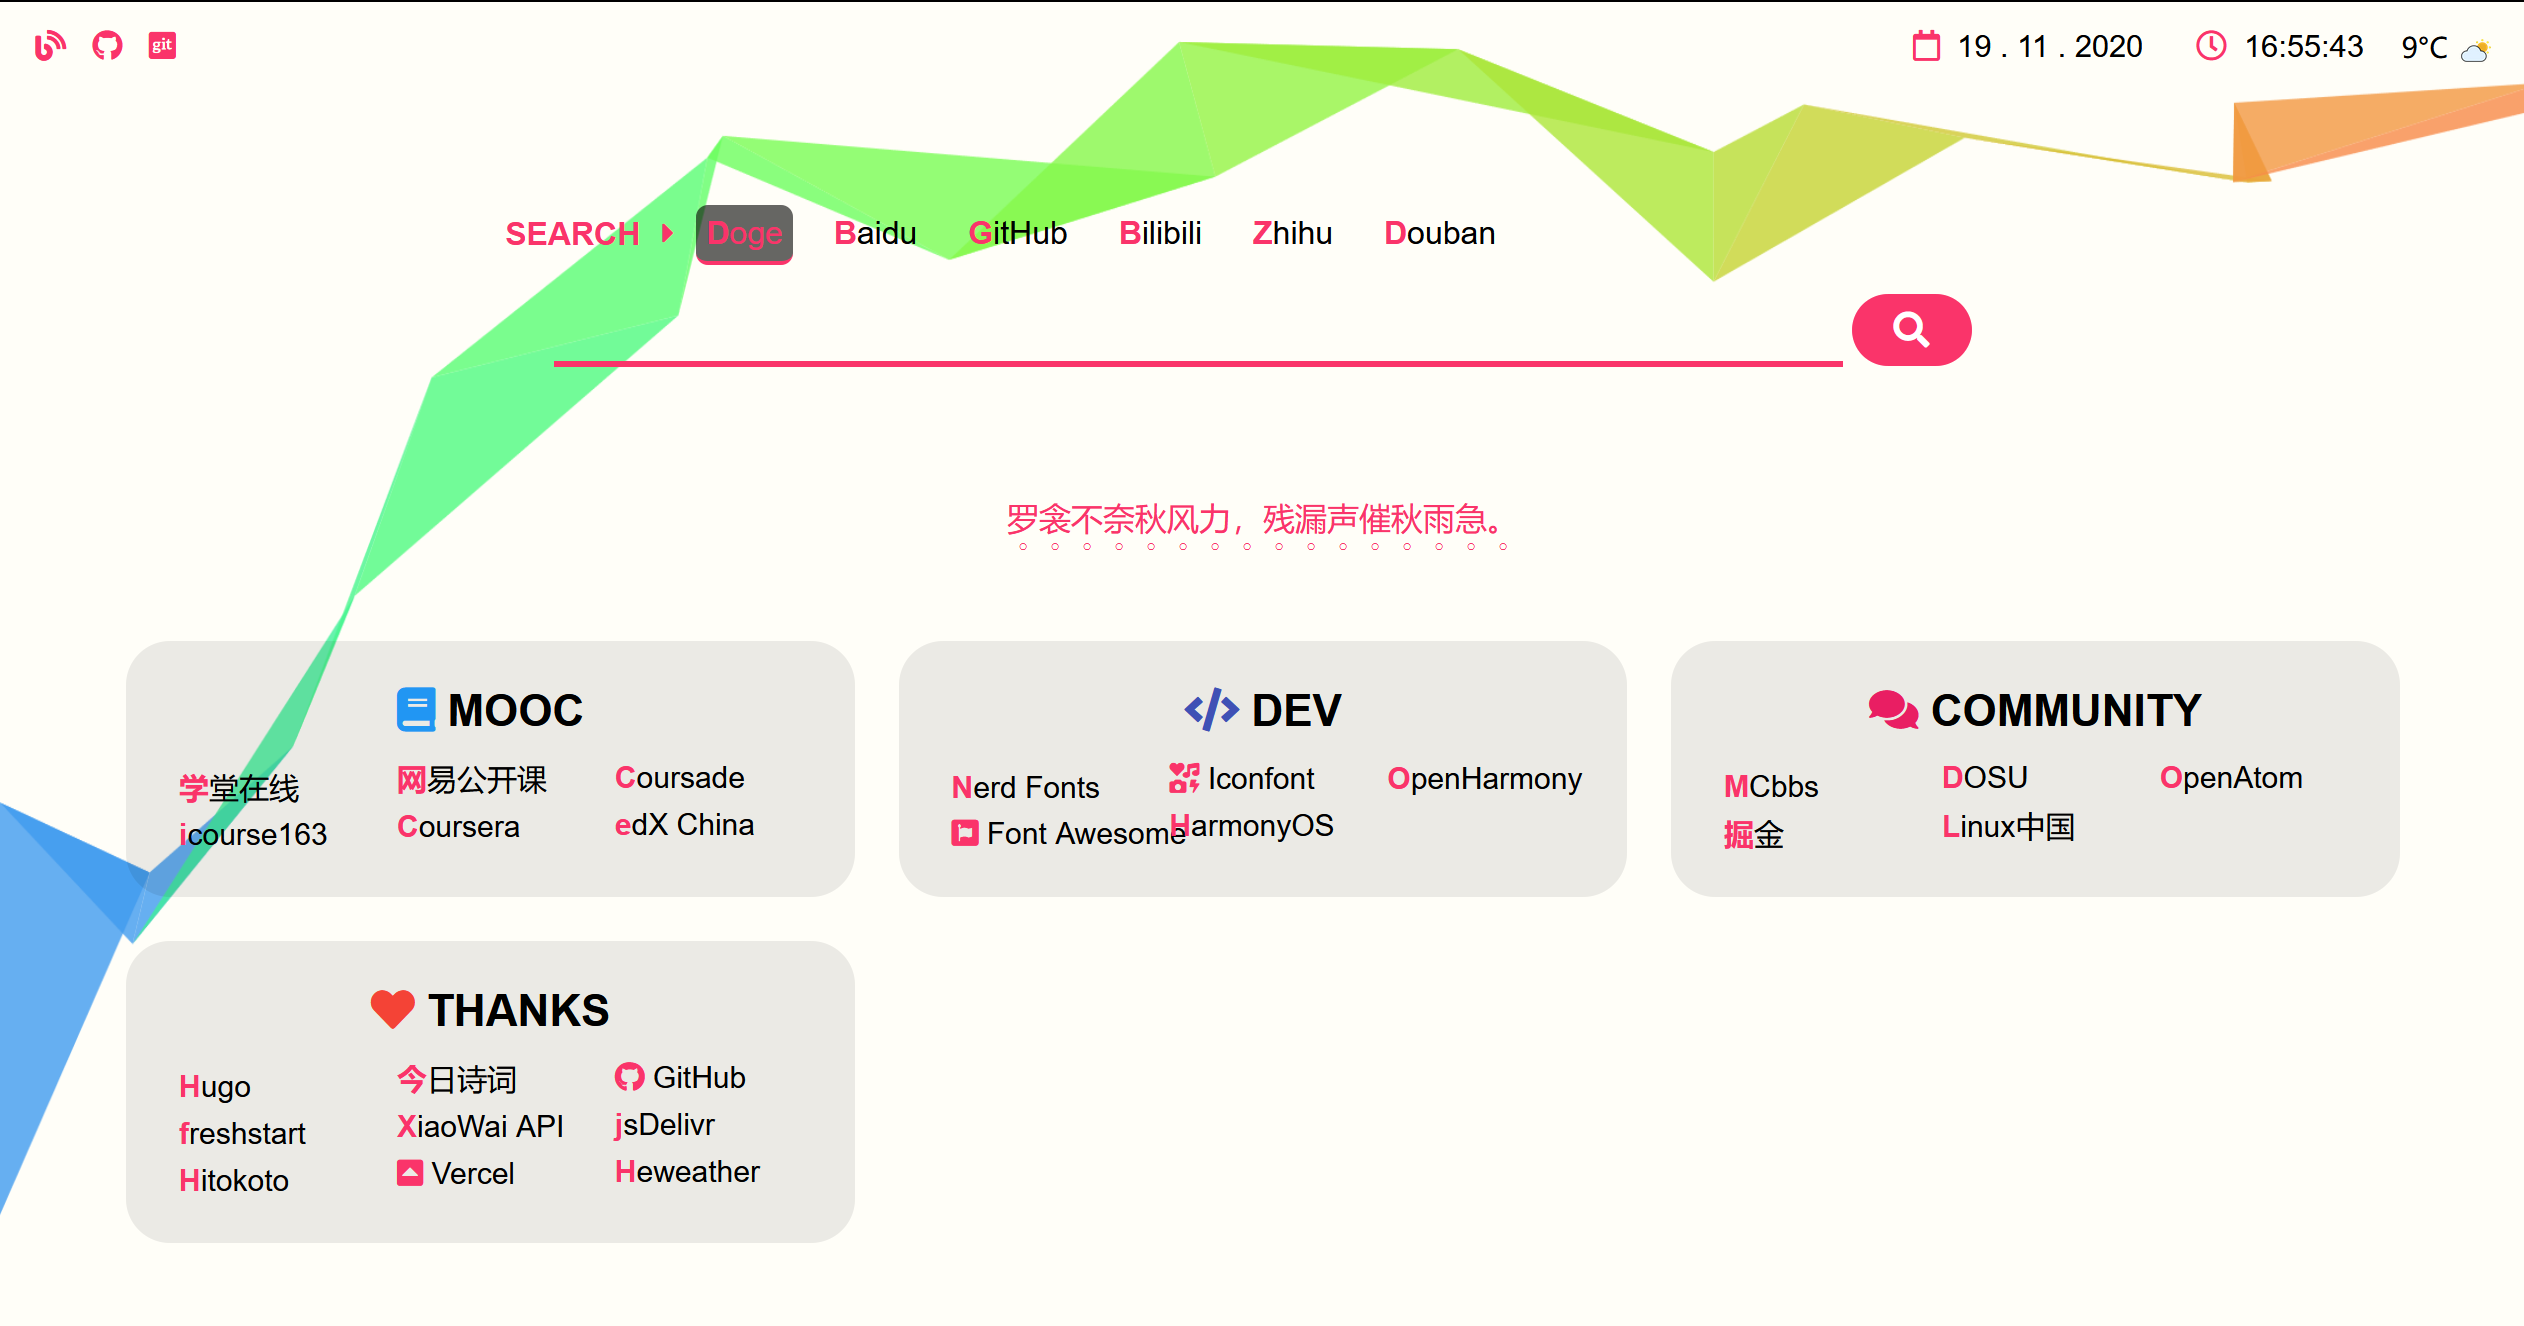 git
19 . 11 . 2020 16:55:43 9°C
SEARCH Doge Baidu GitHub Bilibili Zhihu Douban
罗衾不奈秋风力，残漏声催秋雨急。
MOOC
学堂在线 网易公开课 Coursade
icourse163 Coursera edX China
DEV
Nerd Fonts Iconfont OpenHarmony
Font Awesome HarmonyOS
COMMUNITY
MCbbs DOSU OpenAtom
掘金 Linux中国
THANKS
Hugo 今日诗词 GitHub
freshstart XiaoWai API jsDelivr
Hitokoto Vercel Heweather